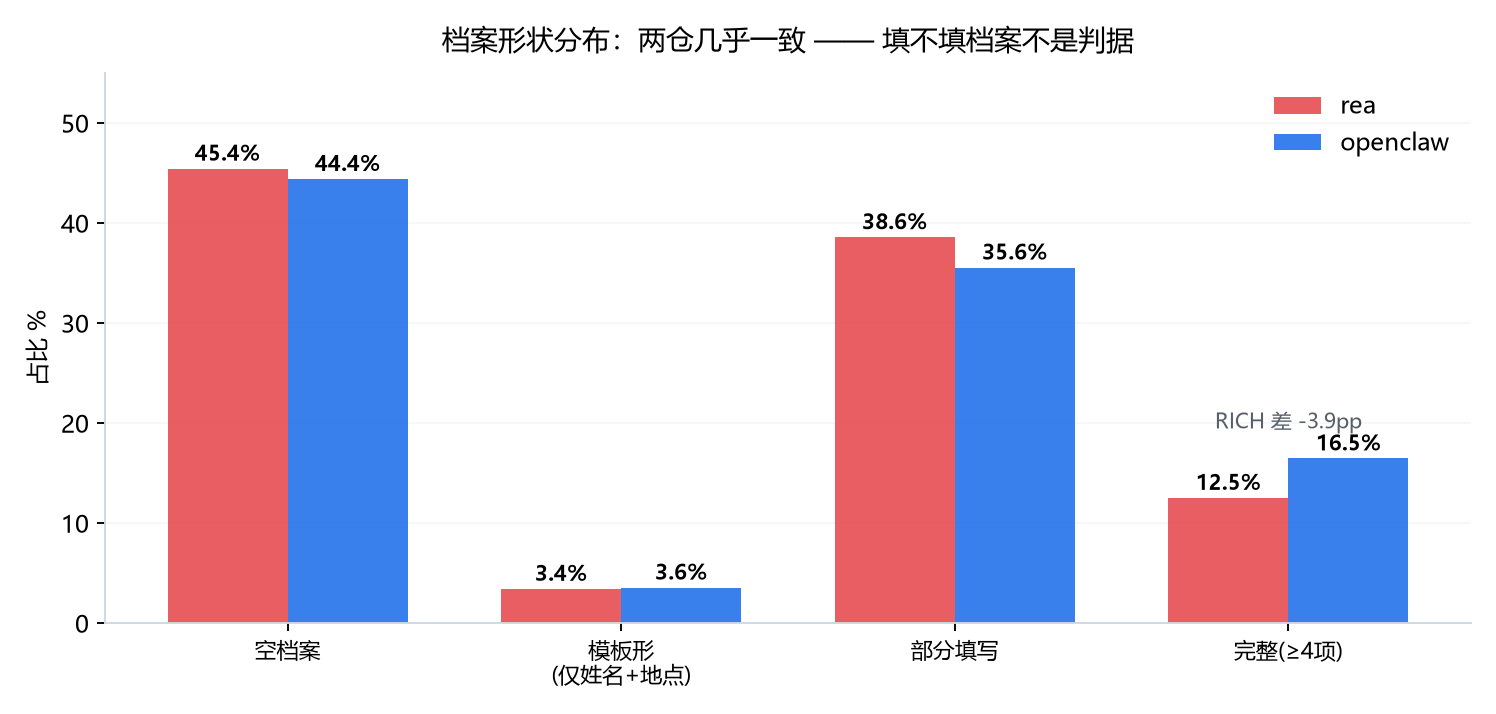 档案形状分布：两仓几乎一致 —— 填不填档案不是判据
rea
openclaw
占比 %
50
40
30
20
10
0
45.4%
44.4%
3.4%
3.6%
38.6%
35.6%
RICH 差 -3.9pp
12.5%
16.5%
空档案
模板形
(仅姓名+地点)
部分填写
完整(≥4项)